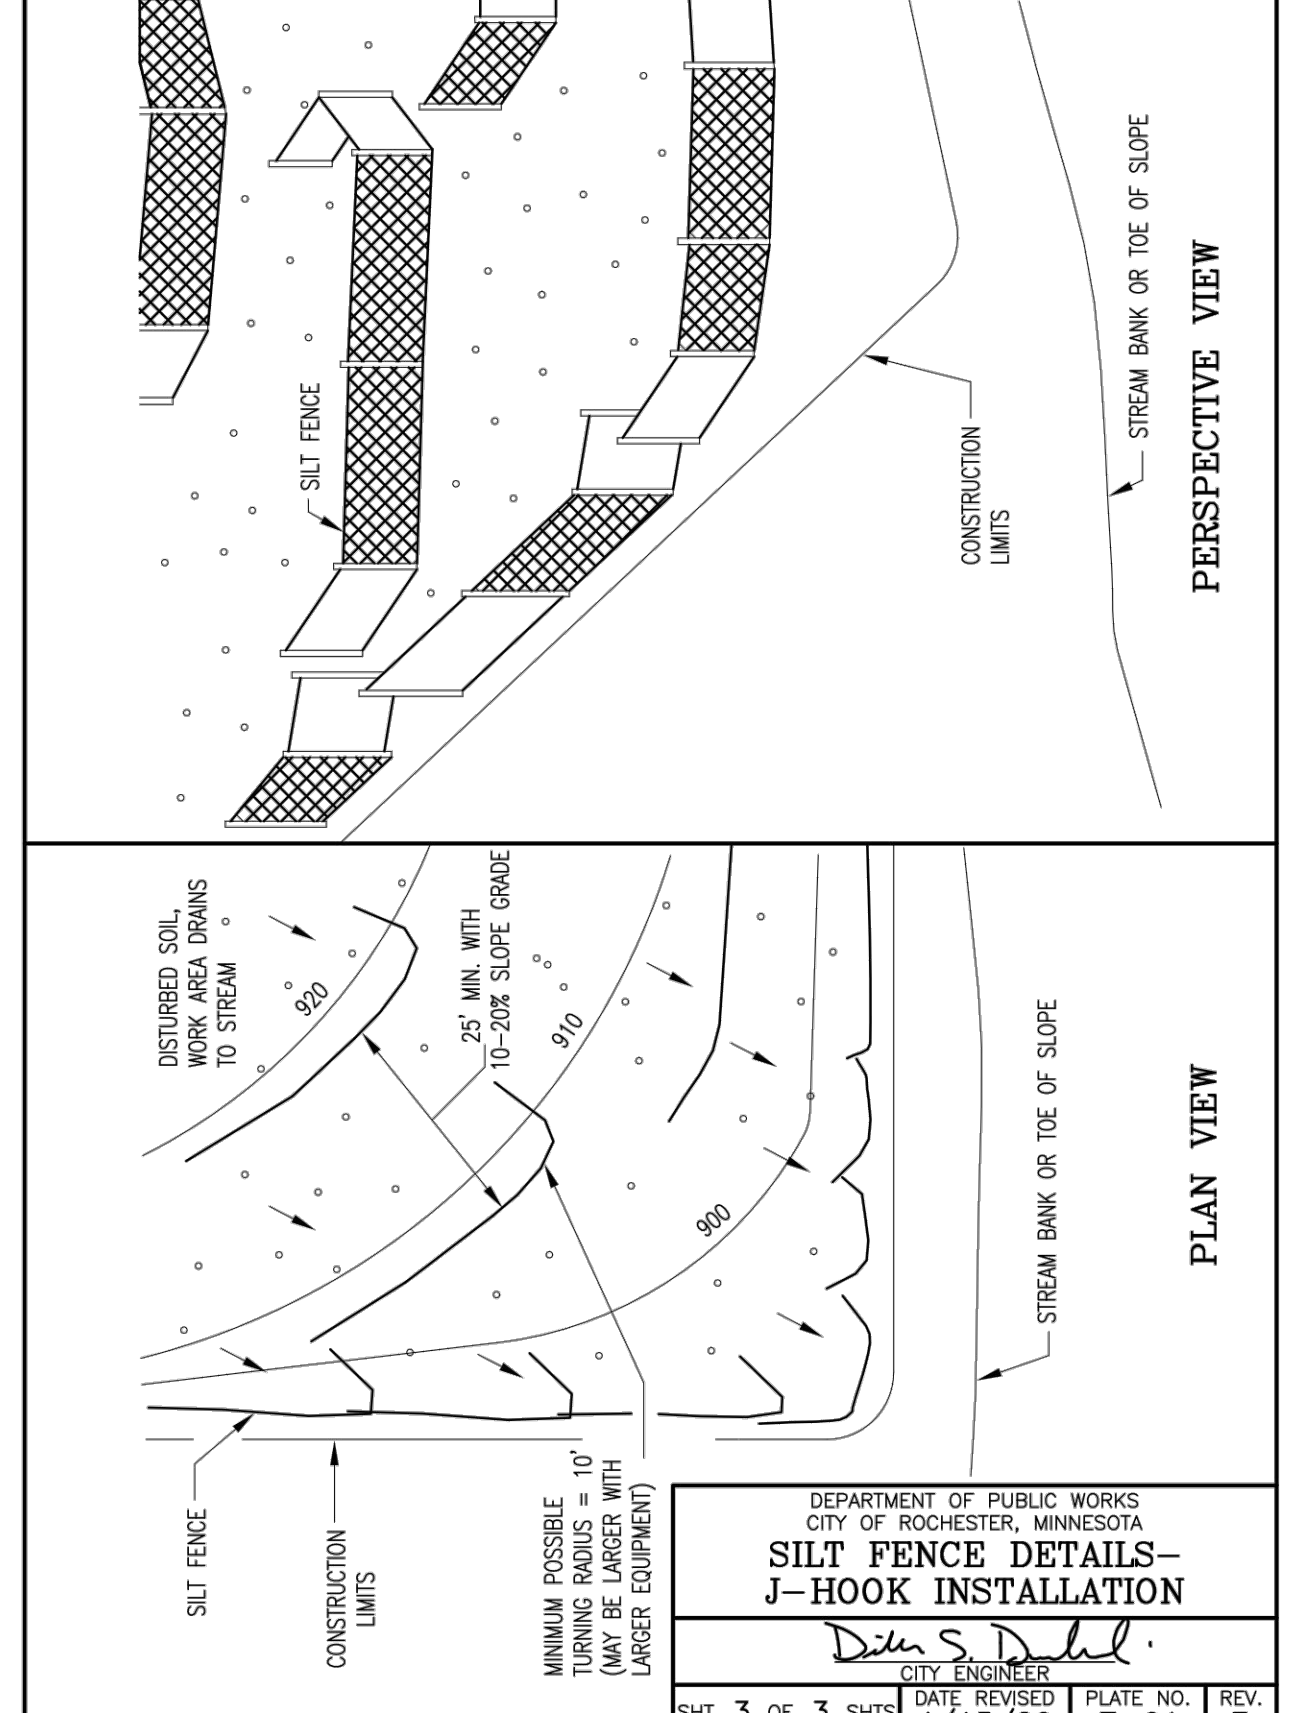 SILT FENCE
CONSTRUCTION
LIMITS
STREAM BANK OR TOE OF SLOPE
PERSPECTIVE VIEW
DISTURBED SOIL,
WORK AREA DRAINS
TO STREAM
920
25' MIN. WITH
10-20% SLOPE GRADE
910
900
STREAM BANK OR TOE OF SLOPE
PLAN VIEW
SILT FENCE
CONSTRUCTION
LIMITS
MINIMUM POSSIBLE
TURNING RADIUS = 10'
(MAY BE LARGER WITH
LARGER EQUIPMENT)
DEPARTMENT OF PUBLIC WORKS
CITY OF ROCHESTER, MINNESOTA
SILT FENCE DETAILS-
J-HOOK INSTALLATION
CITY ENGINEER
SHT 3 OF 3 SHTS
DATE REVISED
PLATE NO.
REV.